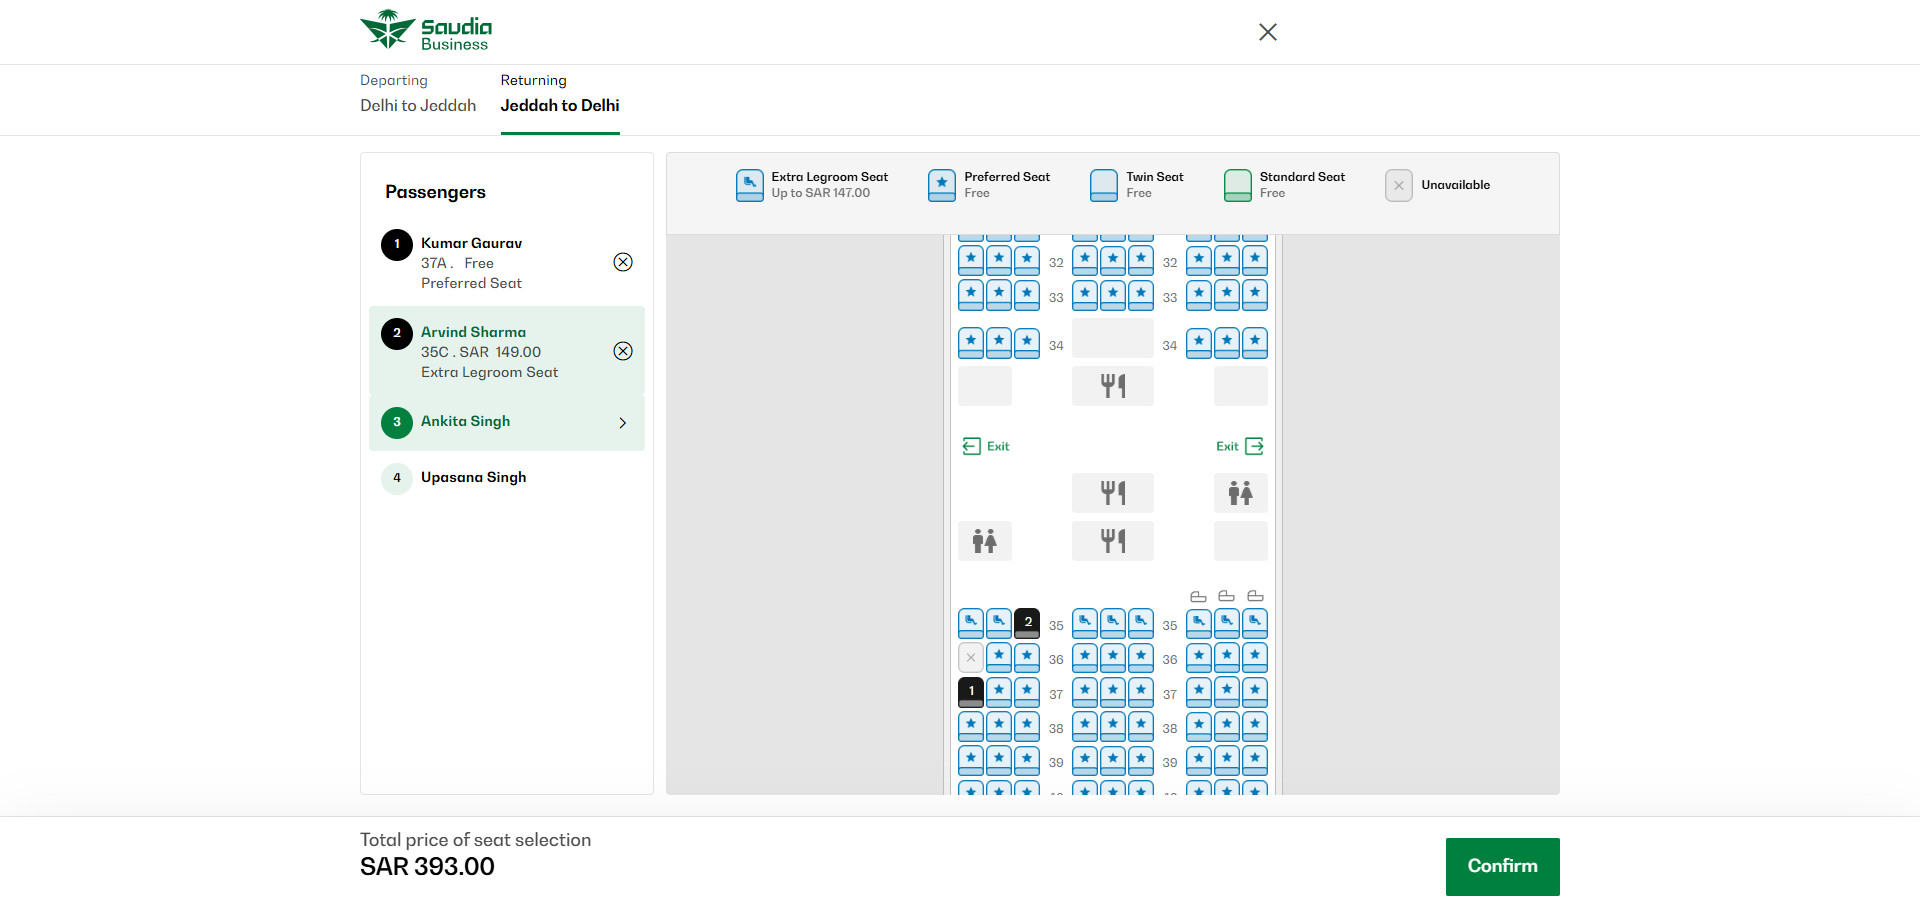 Saudia
Business
Departing
Delhi to Jeddah
Returning
Jeddah to Delhi
Passengers
1
Kumar Gaurav
37A . Free
Preferred Seat
2
Arvind Sharma
35C . SAR 149.00
Extra Legroom Seat
3
Ankita Singh
4
Upasana Singh
Extra Legroom Seat
Up to SAR 147.00
Preferred Seat
Free
Twin Seat
Free
Standard Seat
Free
Unavailable
32 32
33 33
34 34
Exit Exit
2 35 35
36 36
1 37 37
38 38
39 39
Total price of seat selection
SAR 393.00
Confirm